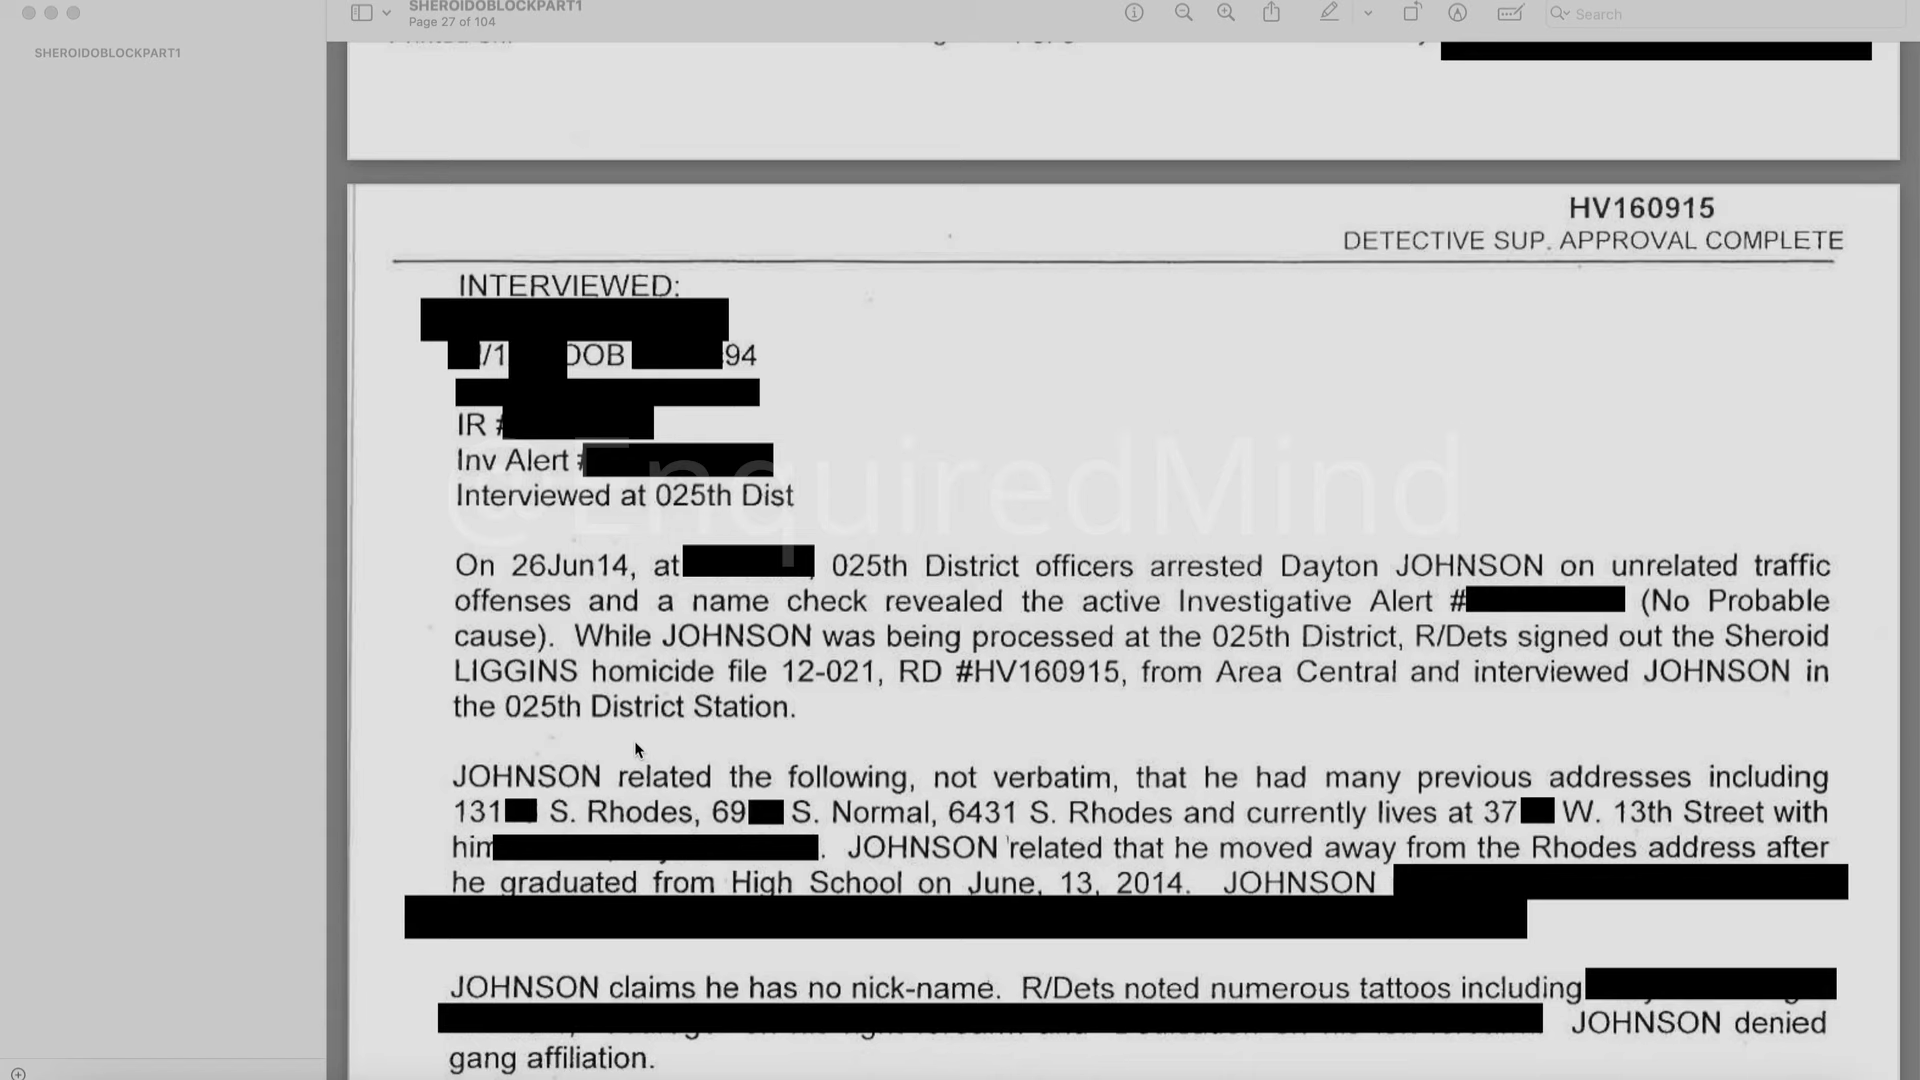 SHEROIDOBLOCKPART1
Page 27 of 104
Search
SHEROIDOBLOCKPART1
HV160915
DETECTIVE SUP. APPROVAL COMPLETE
INTERVIEWED:
/1 DOB 94
IR #
Inv Alert #
Interviewed at 025th Dist
@EnquiredMind
On 26Jun14, at 025th District officers arrested Dayton JOHNSON on unrelated traffic
offenses and a name check revealed the active Investigative Alert # (No Probable
cause). While JOHNSON was being processed at the 025th District, R/Dets signed out the Sheroid
LIGGINS homicide file 12-021, RD #HV160915, from Area Central and interviewed JOHNSON in
the 025th District Station.
JOHNSON related the following, not verbatim, that he had many previous addresses including
131 S. Rhodes, 69 S. Normal, 6431 S. Rhodes and currently lives at 37 W. 13th Street with
him . JOHNSON related that he moved away from the Rhodes address after
he graduated from High School on June, 13, 2014. JOHNSON
JOHNSON claims he has no nick-name. R/Dets noted numerous tattoos including
JOHNSON denied
gang affiliation.